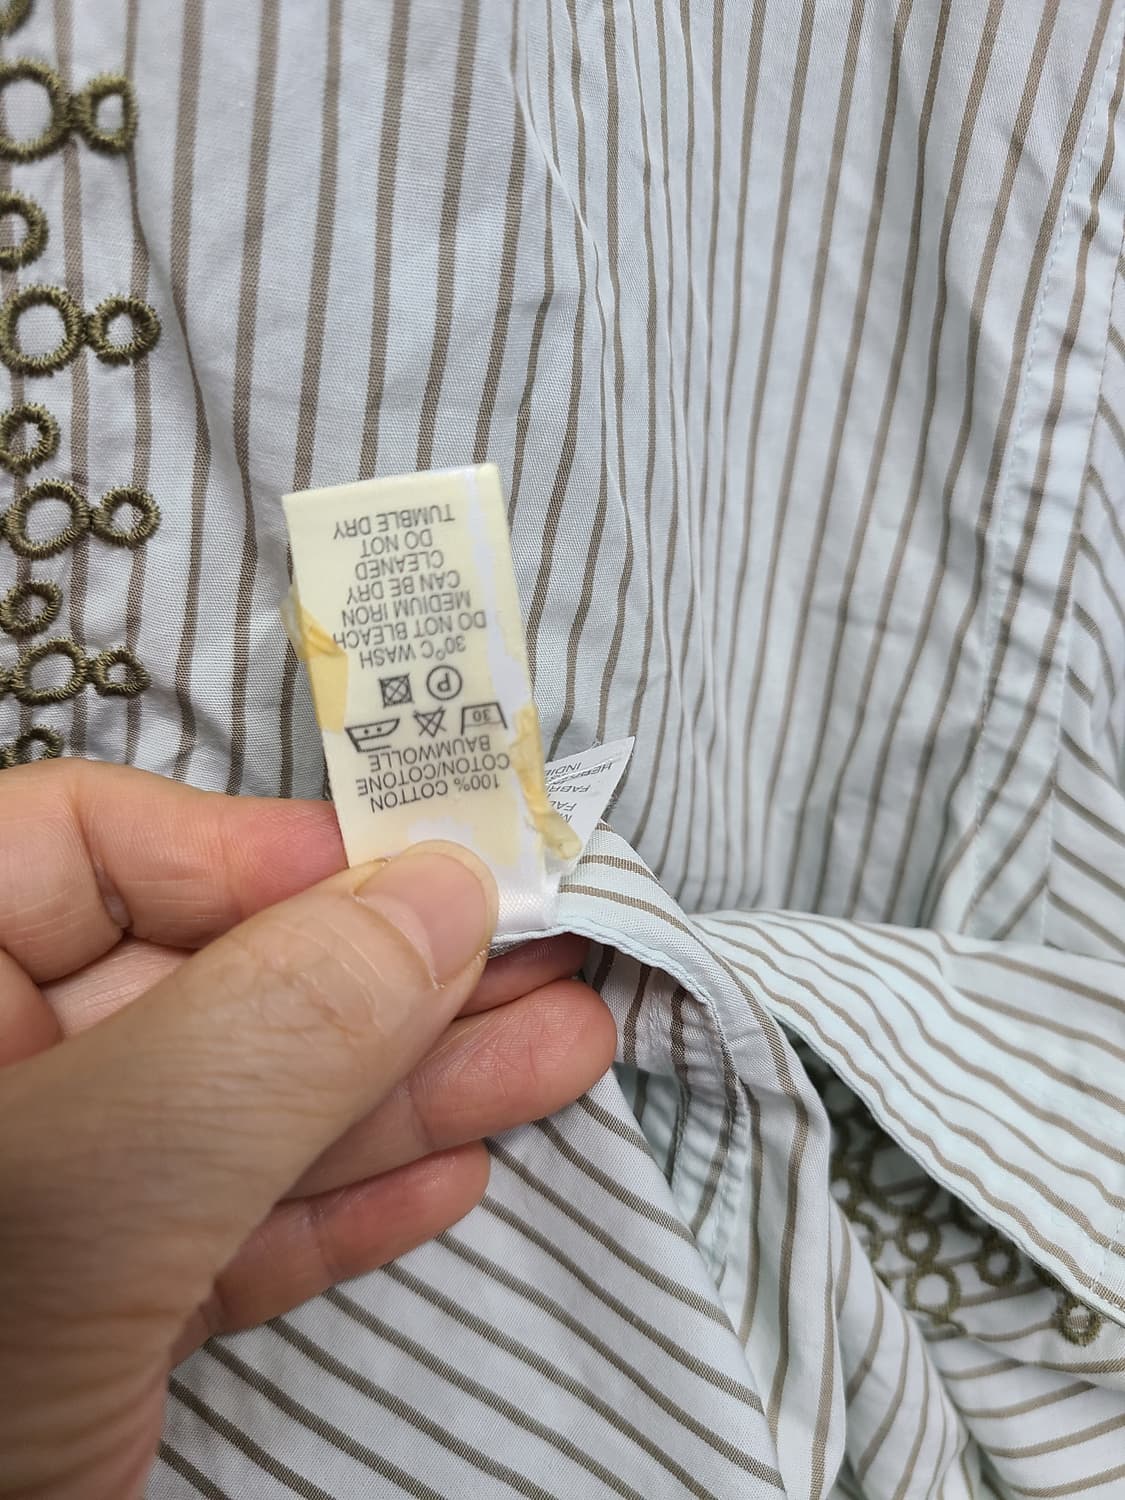 100% COTTON
COTON/COTONE
BAUMWOLLE
30
P
30°C WASH
DO NOT BLEACH
MEDIUM IRON
CAN BE DRY
CLEANED
DO NOT
TUMBLE DRY